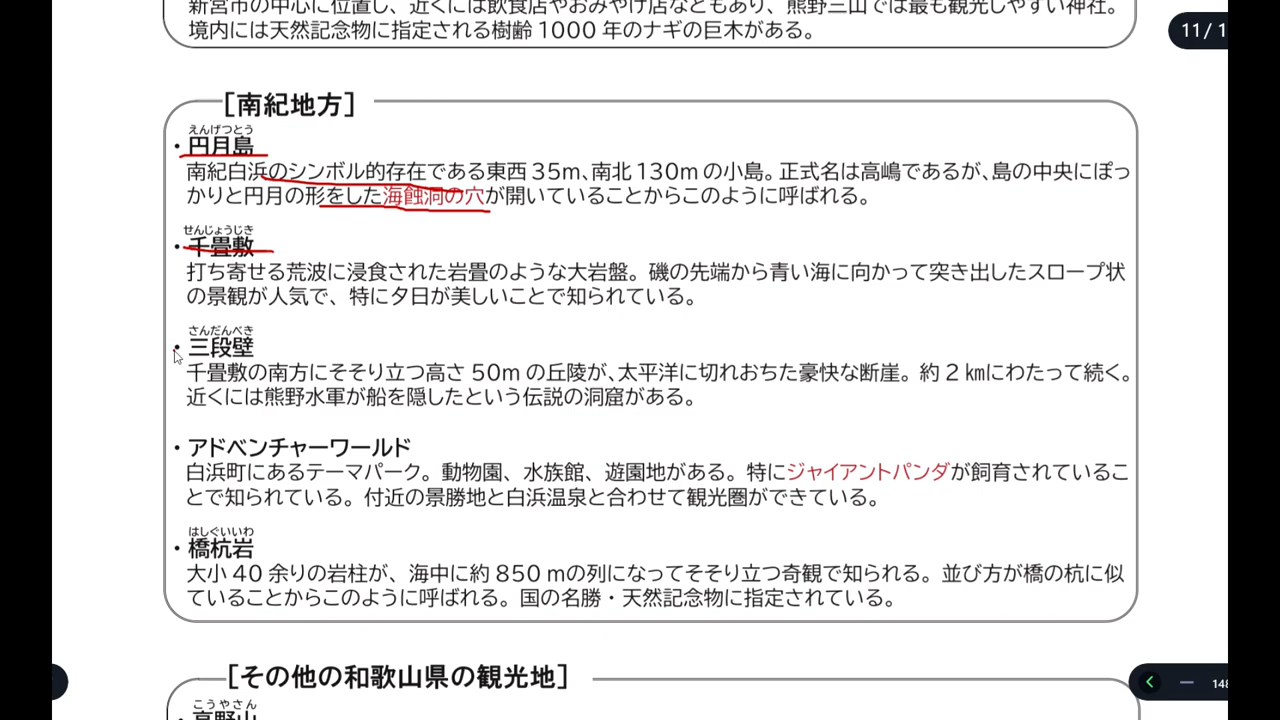 新宮市の中心に位置し、近くには飲食店やおみやげ店などもあり、熊野三山では最も観光しやすい神社。
境内には天然記念物に指定される樹齢1000年のナギの巨木がある。
11/1
［南紀地方］
えんげつとう
・円月島
南紀白浜のシンボル的存在である東西35m、南北130mの小島。正式名は高嶋であるが、島の中央にぽっ
かりと円月の形をした海蝕洞の穴が開いていることからこのように呼ばれる。
せんじょうじき
・千畳敷
打ち寄せる荒波に浸食された岩畳のような大岩盤。磯の先端から青い海に向かって突き出したスロープ状
の景観が人気で、特に夕日が美しいことで知られている。
さんだんべき
・三段壁
千畳敷の南方にそそり立つ高さ50mの丘陵が、太平洋に切れおちた豪快な断崖。約2㎞にわたって続く。
近くには熊野水軍が船を隠したという伝説の洞窟がある。
・アドベンチャーワールド
白浜町にあるテーマパーク。動物園、水族館、遊園地がある。特にジャイアントパンダが飼育されているこ
とで知られている。付近の景勝地と白浜温泉と合わせて観光圏ができている。
はしぐいいわ
・橋杭岩
大小40余りの岩柱が、海中に約850mの列になってそそり立つ奇観で知られる。並び方が橋の杭に似
ていることからこのように呼ばれる。国の名勝・天然記念物に指定されている。
［その他の和歌山県の観光地］
148
こうやさん
・高野山